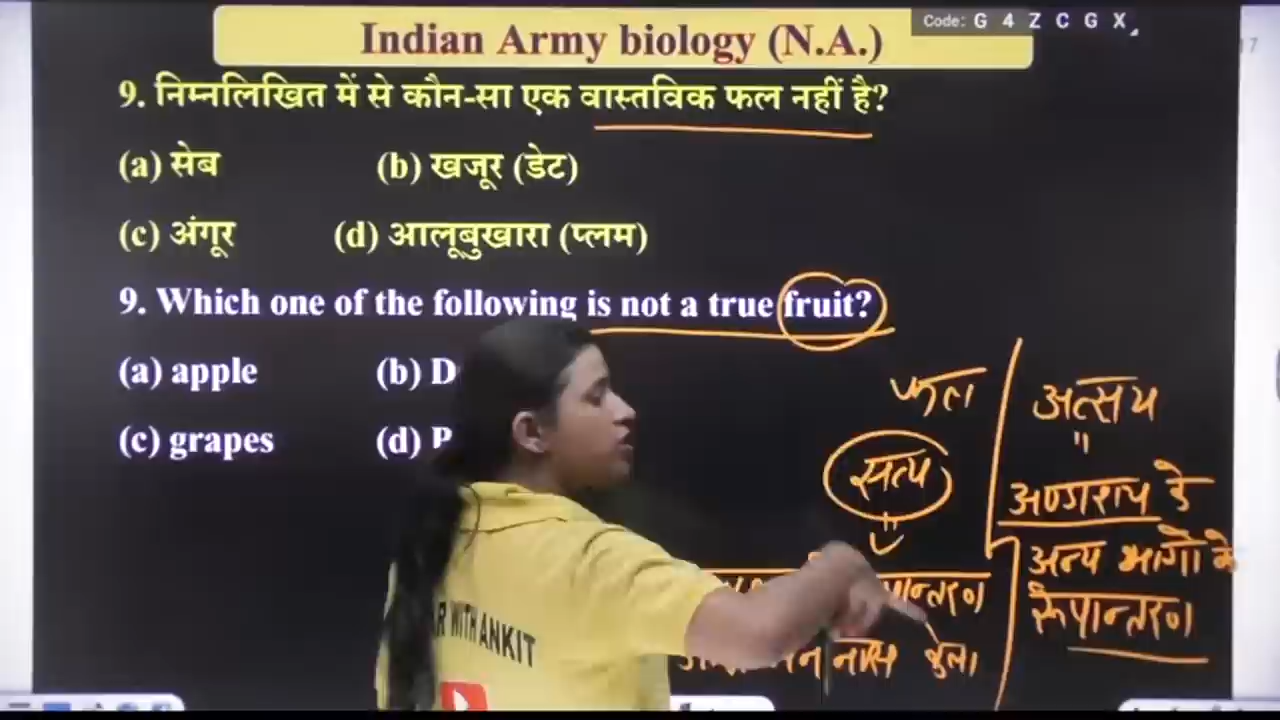 Code: G 4 Z C G X
17
Indian Army biology (N.A.)
9. निम्नलिखित में से कौन-सा एक वास्तविक फल नहीं है?
(a) सेब (b) खजूर (डेट)
(c) अंगूर (d) आलूबुखारा (प्लम)
9. Which one of the following is not a true fruit?
(a) apple (b) D
(c) grapes (d) P
फल
सत्य
असत्य
अण्डाशय के
अन्य भागों के
रूपान्तरण
WITH ANKIT